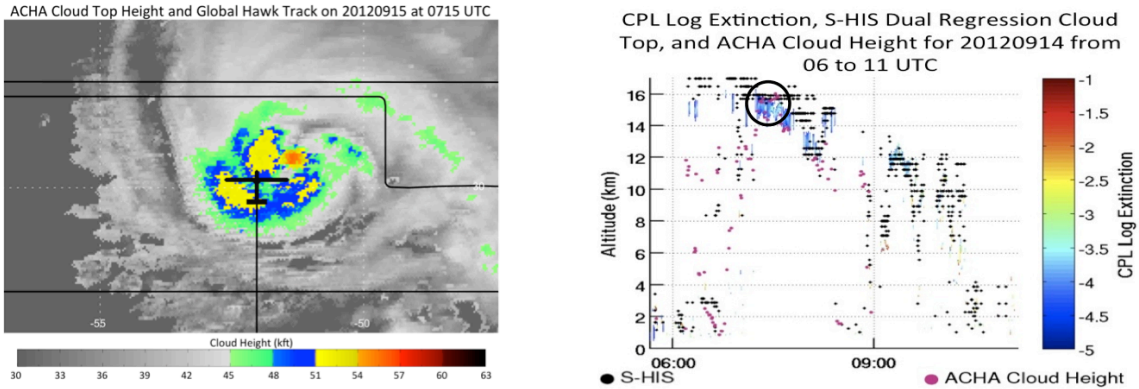 ACHA Cloud Top Height and Global Hawk Track on 20120915 at 0715 UTC
-55
-50
Cloud Height (kft)
30 33 36 39 42 45 48 51 54 57 60 63
CPL Log Extinction, S-HIS Dual Regression Cloud
Top, and ACHA Cloud Height for 20120914 from
06 to 11 UTC
Altitude (km)
16
14
12
10
8
6
4
2
0
06:00 09:00
S-HIS ACHA Cloud Height
-1
-1.5
-2
-2.5
-3
-3.5
-4
-4.5
-5
CPL Log Extinction